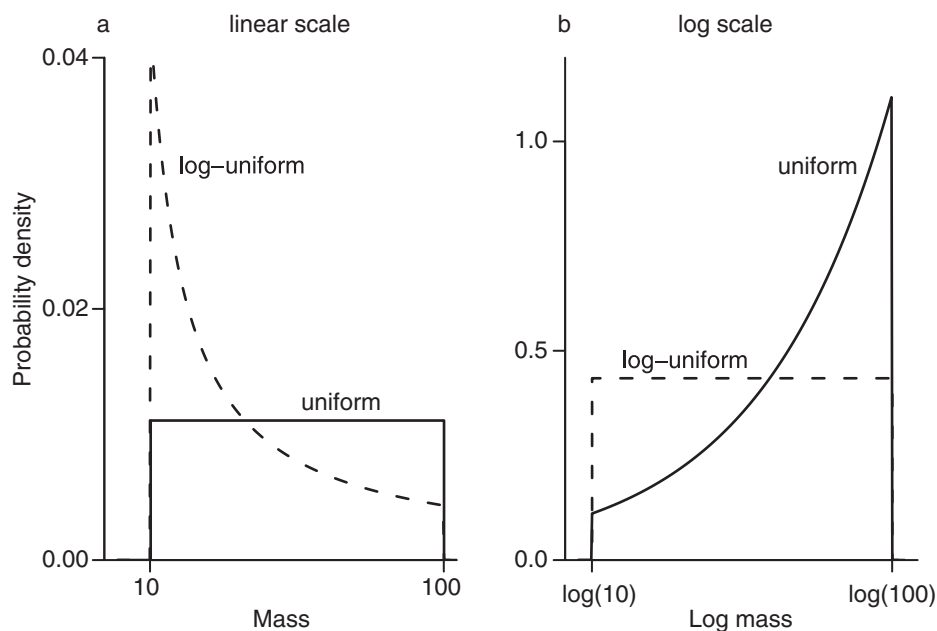 a linear scale
0.04
log–uniform
Probability density
0.02
uniform
0.00
10 100
Mass
b log scale
1.0
uniform
0.5
log–uniform
0.0
log(10) log(100)
Log mass